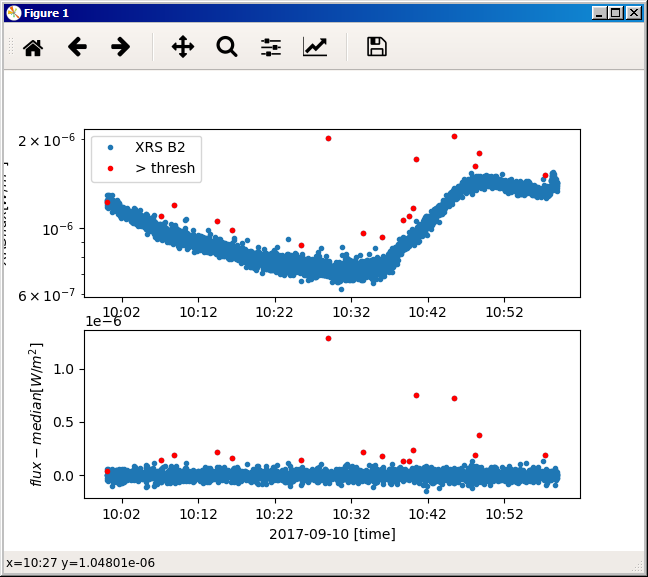 Figure 1
2×10⁻⁶
XRS B2
> thresh
10⁻⁶
6×10⁻⁷
10:02 10:12 10:22 10:32 10:42 10:52
1e−6
1.0
0.5
0.0
flux − median[W/m²]
10:02 10:12 10:22 10:32 10:42 10:52
2017-09-10 [time]
x=10:27 y=1.04801e-06